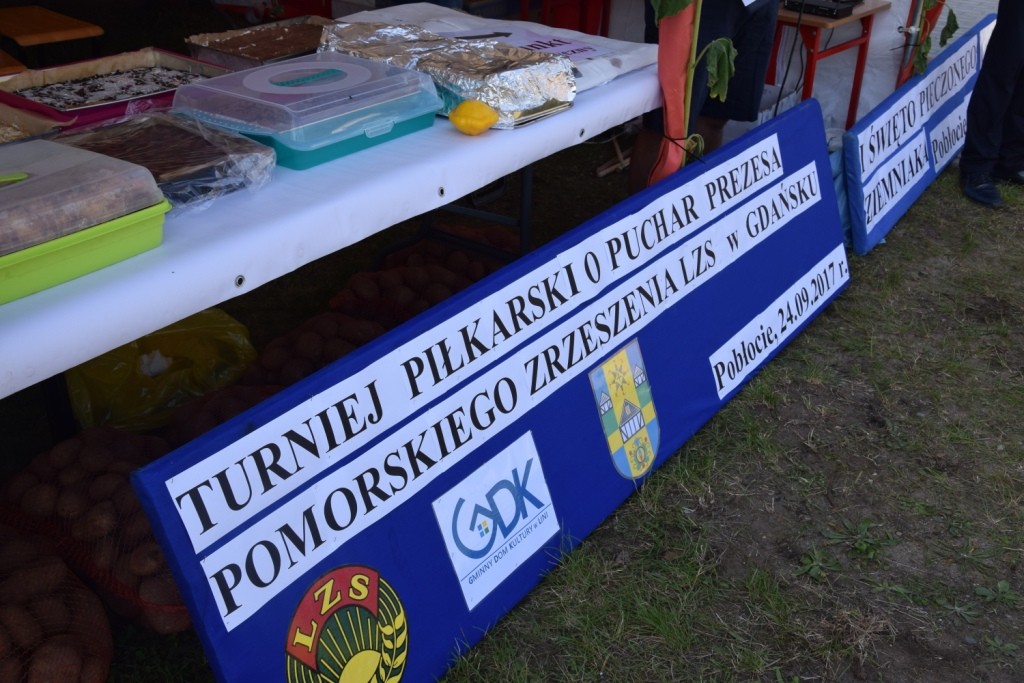 TURNIEJ PIŁKARSKI O PUCHAR PREZESA
POMORSKIEGO ZRZESZENIA LZS w GDAŃSKU
Pobłocie, 24.09.2017 r.
GDK
GMINNY DOM KULTURY w LINI
LZS
I ŚWIĘTO PIECZONEGO
ZIEMNIAKA
Pobłocie